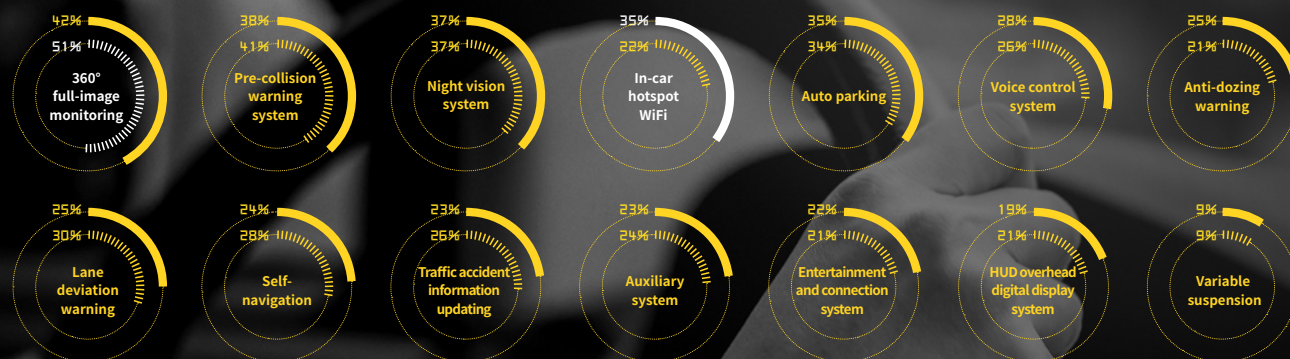 42%
51%
360°
full-image
monitoring
38%
41%
Pre-collision
warning
system
37%
37%
Night vision
system
35%
22%
In-car
hotspot
WiFi
35%
34%
Auto parking
28%
26%
Voice control
system
25%
21%
Anti-dozing
warning
25%
30%
Lane
deviation
warning
24%
28%
Self-
navigation
23%
26%
Traffic accident
information
updating
23%
24%
Auxiliary
system
22%
21%
Entertainment
and connection
system
19%
21%
HUD overhead
digital display
system
9%
9%
Variable
suspension